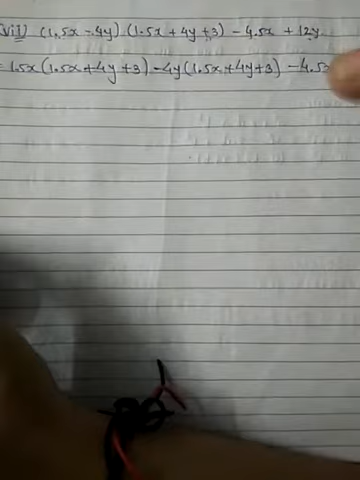 viii) (1.5x - 4y) (1.5x + 4y + 3) - 4.5x + 12y
= 1.5x (1.5x + 4y + 3) - 4y (1.5x + 4y + 3) - 4.5x